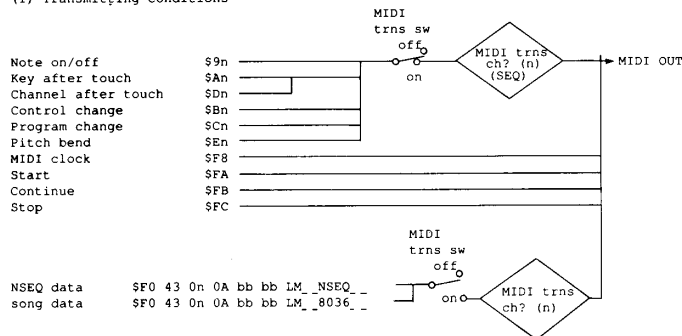 (1) Transmitting conditions
MIDI
trns sw
off
on
MIDI trns
ch? (n)
(SEQ)
MIDI OUT
Note on/off $9n
Key after touch $An
Channel after touch $Dn
Control change $Bn
Program change $Cn
Pitch bend $En
MIDI clock $F8
Start $FA
Continue $FB
Stop $FC
MIDI
trns sw
off
on
MIDI trns
ch? (n)
NSEQ data $F0 43 0n 0A bb bb LM_ _NSEQ_ _
song data $F0 43 0n 0A bb bb LM_ _8036_ _